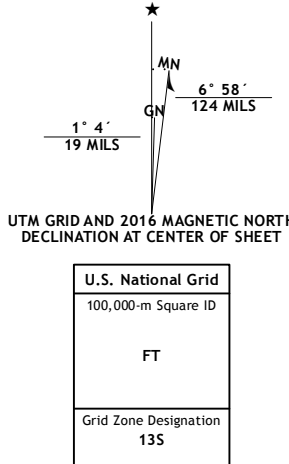 ★
MN
GN
6° 58´
124 MILS
1° 4´
19 MILS
UTM GRID AND 2016 MAGNETIC NORTH
DECLINATION AT CENTER OF SHEET
U.S. National Grid
100,000-m Square ID
FT
Grid Zone Designation
13S